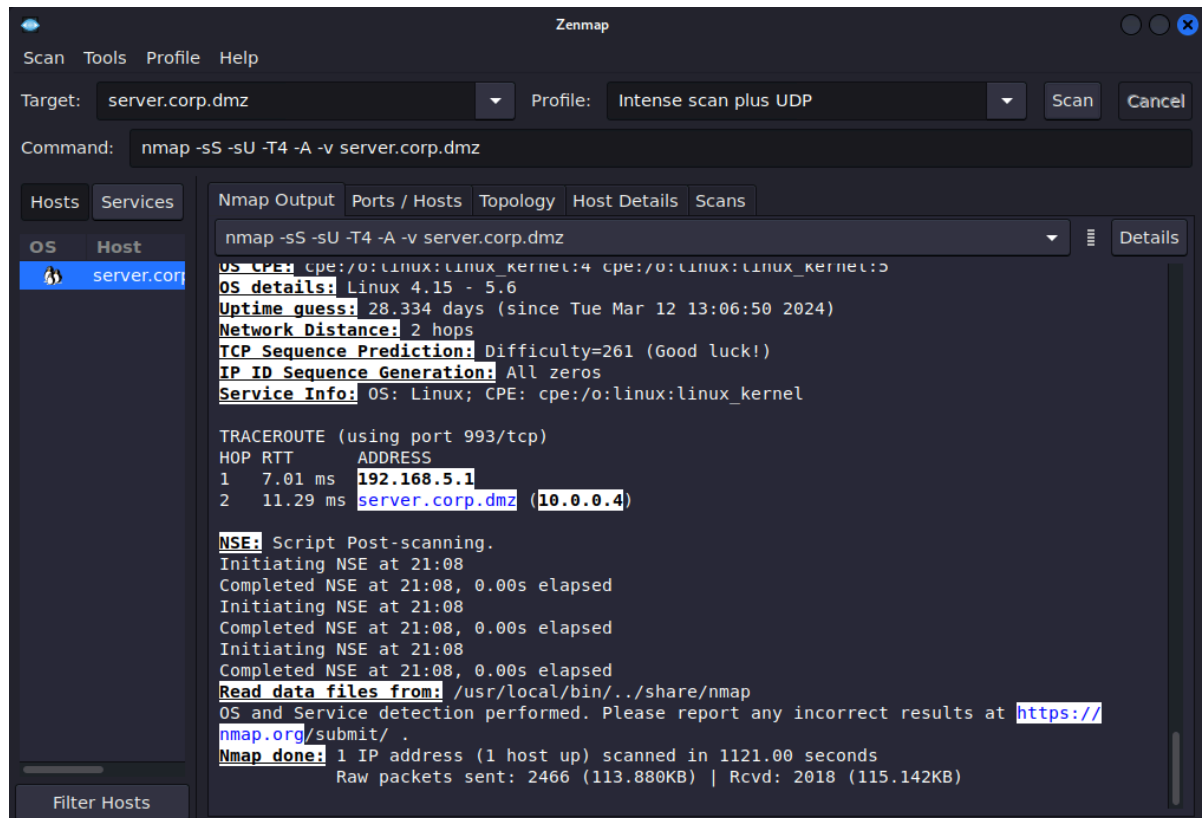 Zenmap
Scan Tools Profile Help
Target: server.corp.dmz Profile: Intense scan plus UDP Scan Cancel
Command: nmap -sS -sU -T4 -A -v server.corp.dmz
Hosts Services Nmap Output Ports / Hosts Topology Host Details Scans
OS Host nmap -sS -sU -T4 -A -v server.corp.dmz Details
server.corp
OS CPE: cpe:/o:linux:linux_kernel:4 cpe:/o:linux:linux_kernel:5
OS details: Linux 4.15 - 5.6
Uptime guess: 28.334 days (since Tue Mar 12 13:06:50 2024)
Network Distance: 2 hops
TCP Sequence Prediction: Difficulty=261 (Good luck!)
IP ID Sequence Generation: All zeros
Service Info: OS: Linux; CPE: cpe:/o:linux:linux_kernel
TRACEROUTE (using port 993/tcp)
HOP RTT ADDRESS
1 7.01 ms 192.168.5.1
2 11.29 ms server.corp.dmz (10.0.0.4)
NSE: Script Post-scanning.
Initiating NSE at 21:08
Completed NSE at 21:08, 0.00s elapsed
Initiating NSE at 21:08
Completed NSE at 21:08, 0.00s elapsed
Initiating NSE at 21:08
Completed NSE at 21:08, 0.00s elapsed
Read data files from: /usr/local/bin/../share/nmap
OS and Service detection performed. Please report any incorrect results at https://
nmap.org/submit/ .
Nmap done: 1 IP address (1 host up) scanned in 1121.00 seconds
Raw packets sent: 2466 (113.880KB) | Rcvd: 2018 (115.142KB)
Filter Hosts